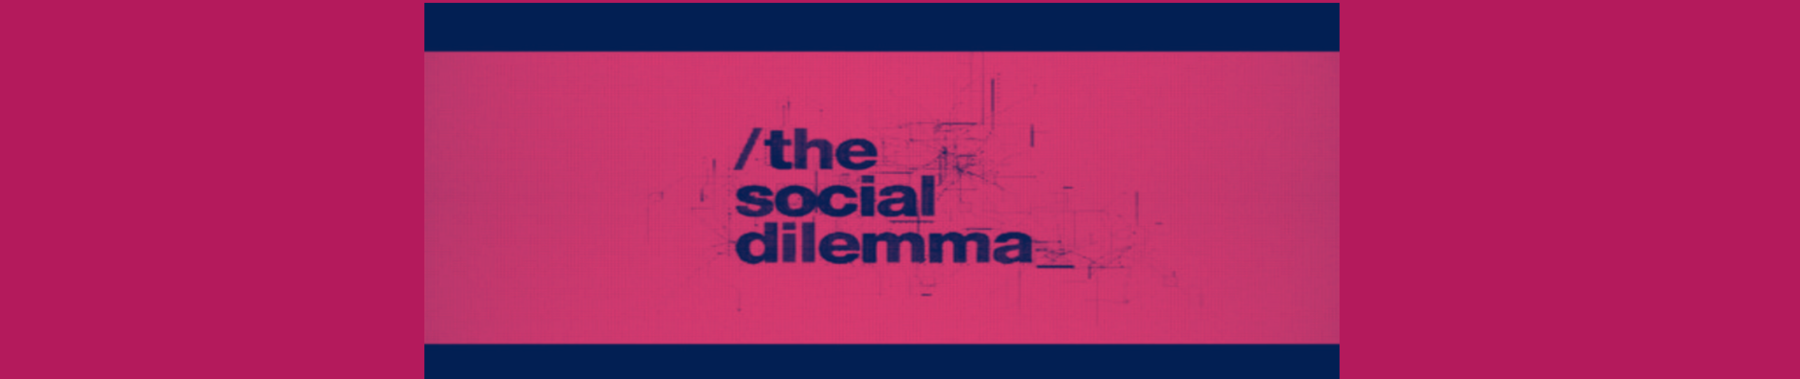 /the
social
dilemma_